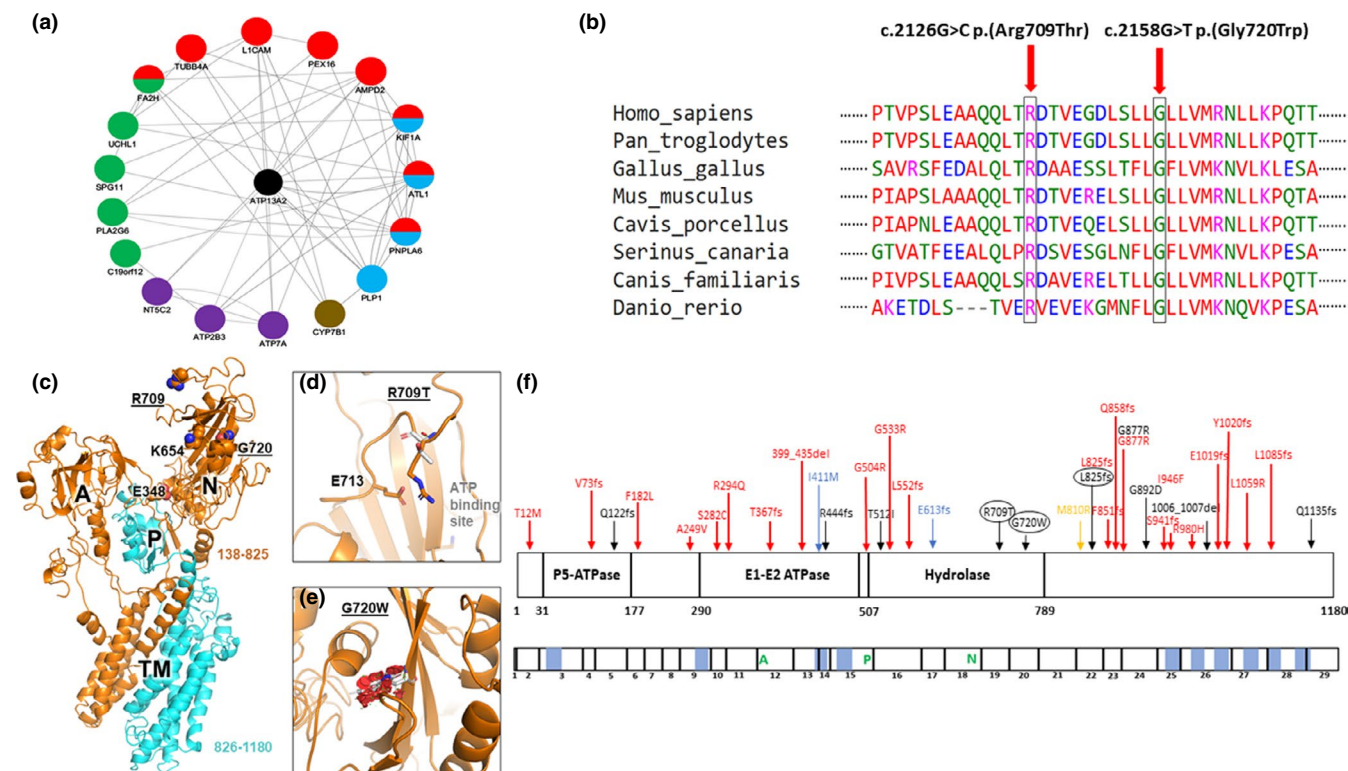 (a)
L1CAM
TUBB4A
PEX16
FA2H
AMPD2
UCHL1
KIF1A
SPG11
ATL1
ATP13A2
PLA2G6
PNPLA6
C19orf12
PLP1
NT5C2
CYP7B1
ATP2B3
ATP7A
(b)
c.2126G>C p.(Arg709Thr) c.2158G>T p.(Gly720Trp)
Homo_sapiens ······· PTVPSLEAAQQLTRDTVEGDLSLLGLLVMRNLLKPQTT ·······
Pan_troglodytes ······· PTVPSLEAAQQLTRDTVEGDLSLLGLLVMRNLLKPQTT ·······
Gallus_gallus ······· SAVRSFEDALQLTRDAAESSLTFLGFLVMKNVLKLESA ·······
Mus_musculus ······· PIAPSLEAAQQLTRDTVERELSLLGLLVMRNLLKPQTA ·······
Cavis_porcellus ······· PIAPNLEAAQQLTRDTVEQELSLLGLLVMRNLLKPQTT ·······
Serinus_canaria ······· GTVATFEEALQLPRDSVESGLNFLGFLVMKNVLKPESA ·······
Canis_familiaris ······· PIVPSLEAAQQLSRDAVERELTLLGLLVMRNLLKPQTT ·······
Danio_rerio ······· AKETDLS---TVERVEVEKGMNFLGLLVMKNQVKPESA ·······
(c)
R709
K654
G720
A
E348
N
P
138-825
TM
826-1180
(d)
R709T
E713
ATP
binding
site
(e)
G720W
(f)
T12M
V73fs
Q122fs
F182L
A249V
S282C
R294Q
T367fs
399_435del
I411M
R444fs
G504R
T512I
G533R
L552fs
E613fs
R709T
G720W
M810R
L825fs
L825fs
F851fs
Q858fs
G877R
G877R
G892D
I946F
S941fs
R980H
1006_1007del
E1019fs
Y1020fs
L1059R
L1085fs
Q1135fs
P5-ATPase E1-E2 ATPase Hydrolase
1 31 177 290 507 789 1180
A P N
1 2 3 4 5 6 7 8 9 10 11 12 13 14 15 16 17 18 19 20 21 22 23 24 25 26 27 28 29